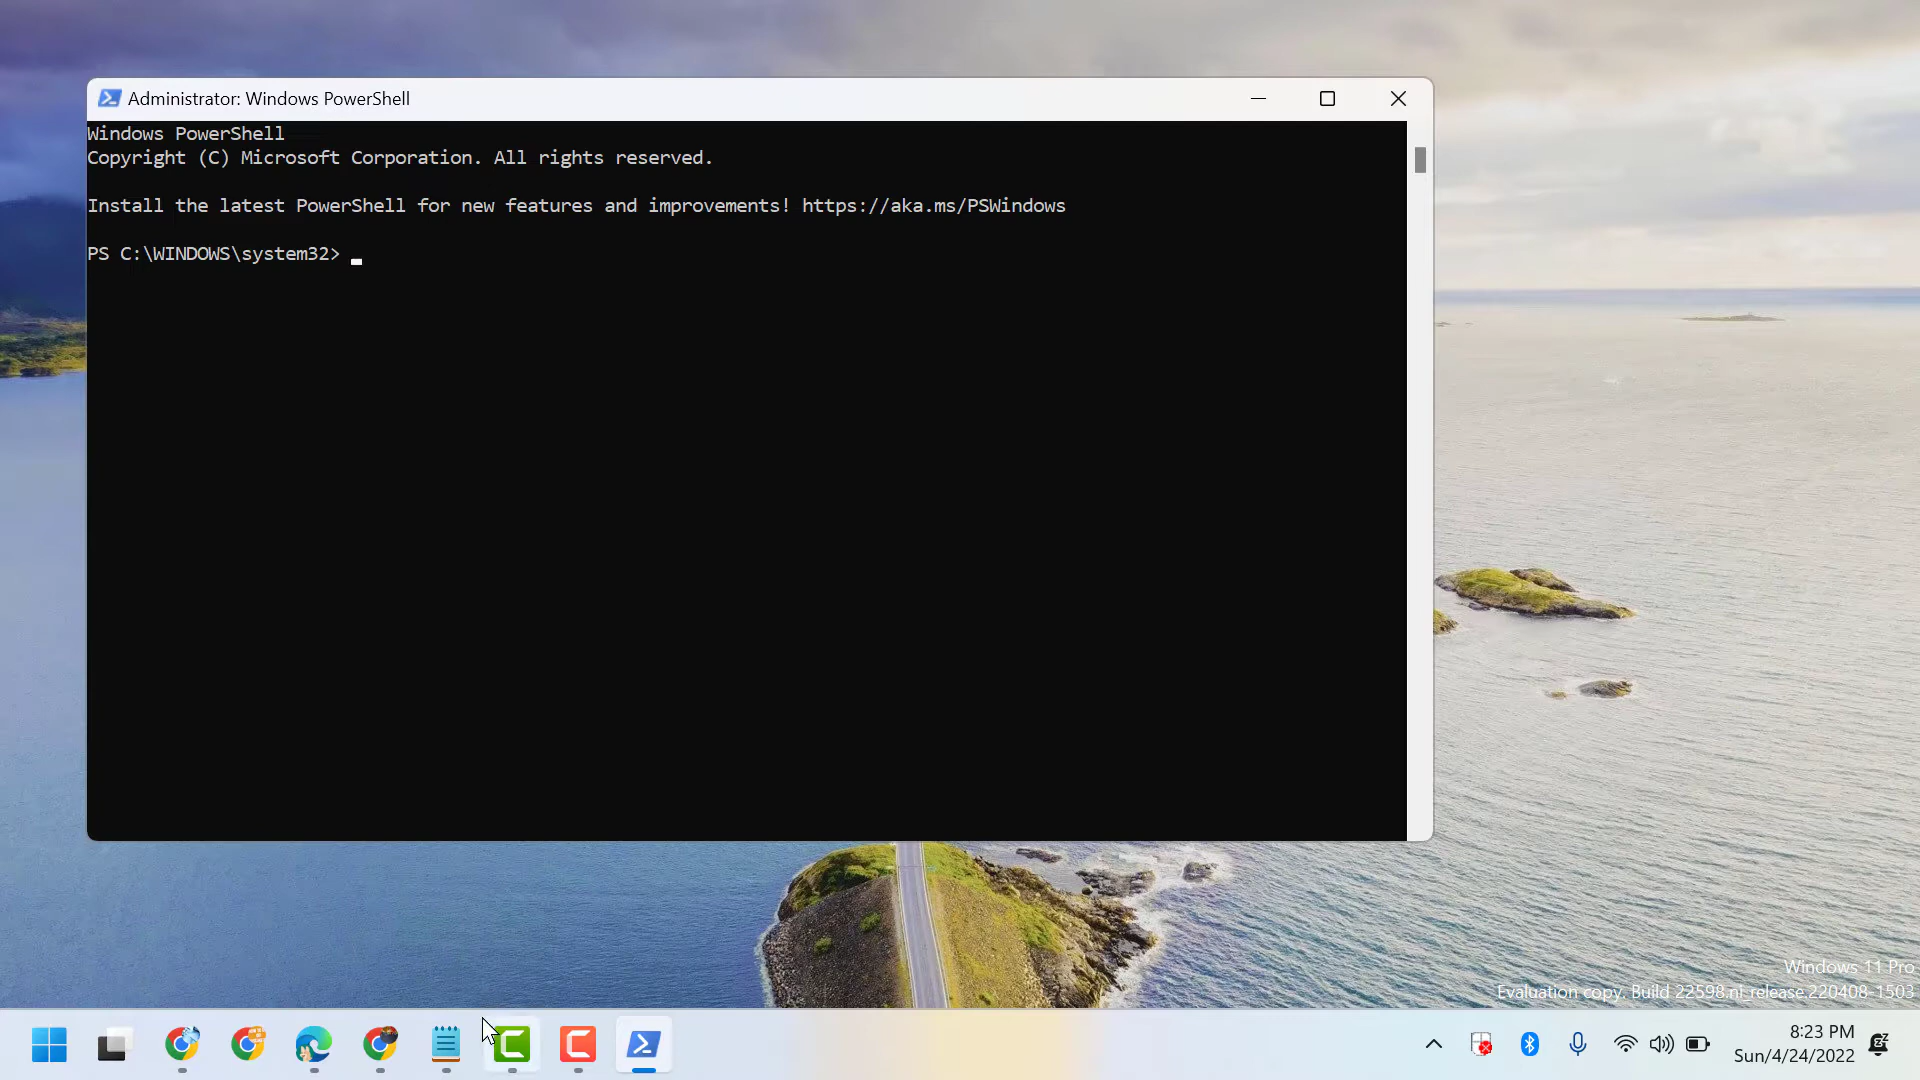 Administrator: Windows PowerShell
Windows PowerShell
Copyright (C) Microsoft Corporation. All rights reserved.
Install the latest PowerShell for new features and improvements! https://aka.ms/PSWindows
PS C:\WINDOWS\system32>
Windows 11 Pro
Evaluation copy. Build 22598.ni_release.220408-1503
8:23 PM
Sun/4/24/2022